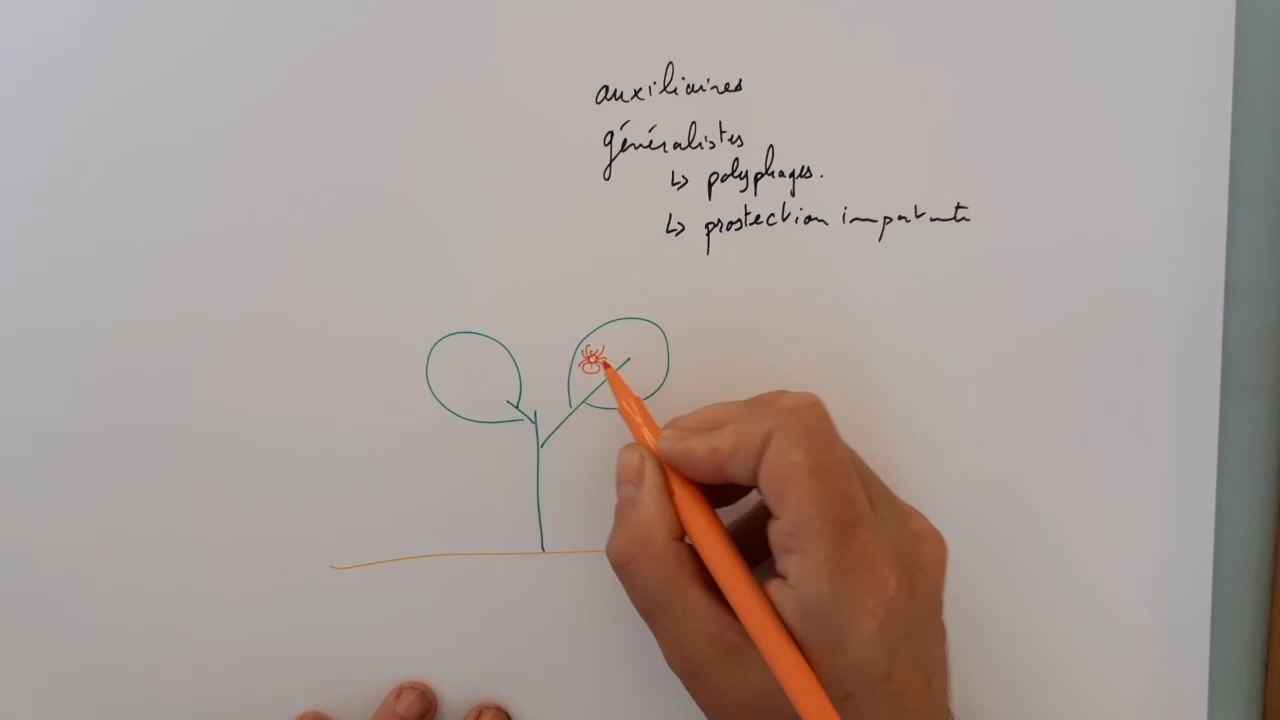 auxiliaires
généralistes
↳ polyphages.
↳ prostection importante